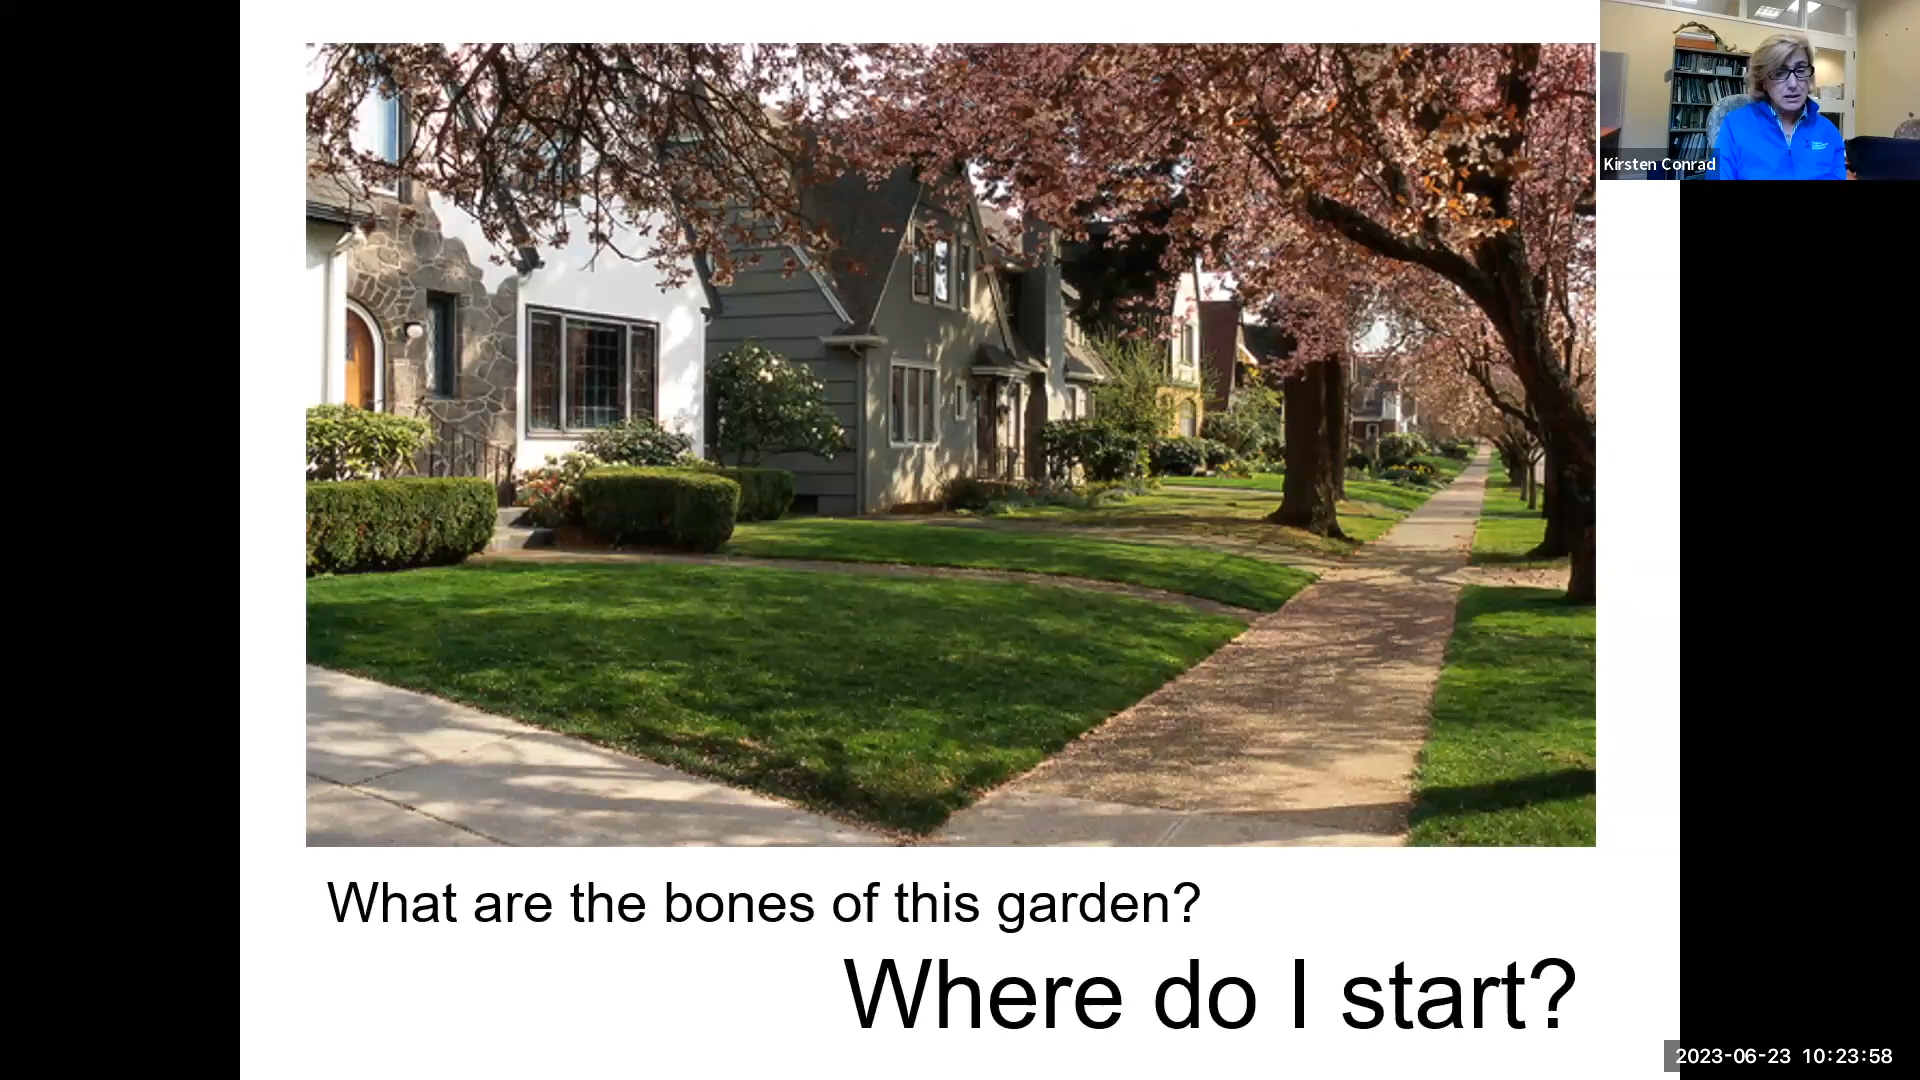 Kirsten Conrad
What are the bones of this garden?
Where do I start?
2023-06-23 10:23:58